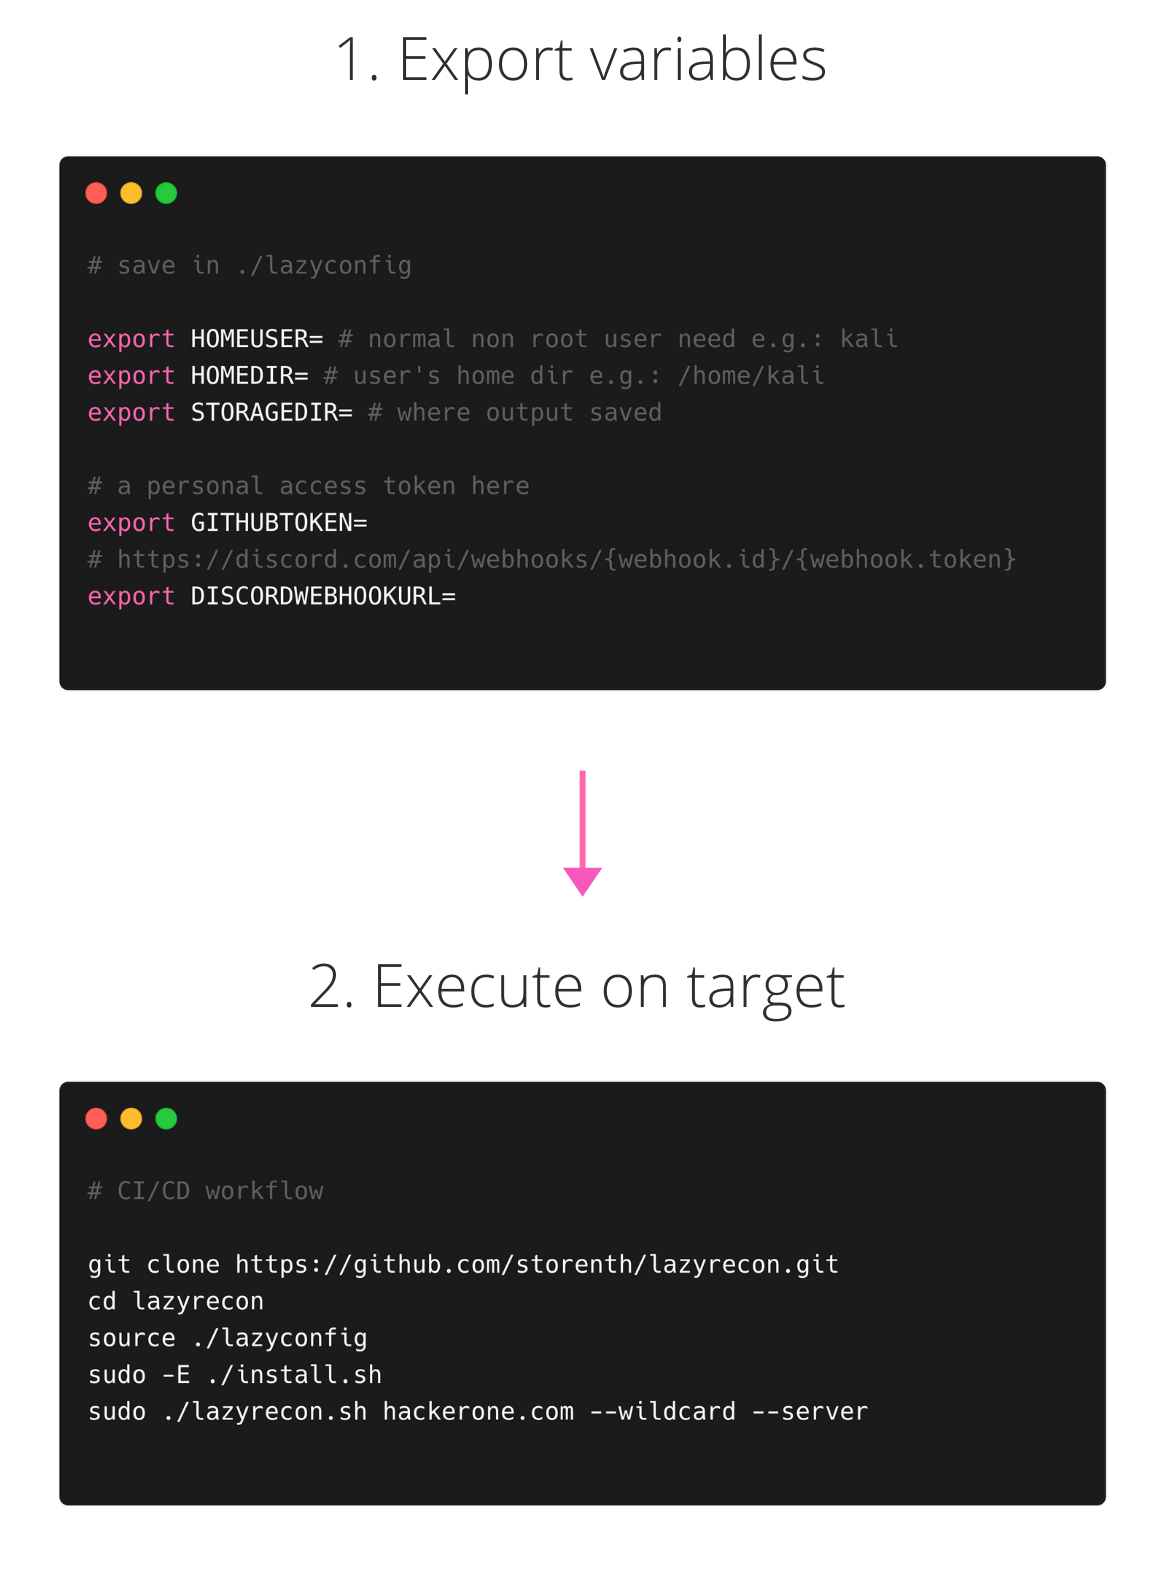 1. Export variables
# save in ./lazyconfig
export HOMEUSER= # normal non root user need e.g.: kali
export HOMEDIR= # user's home dir e.g.: /home/kali
export STORAGEDIR= # where output saved
# a personal access token here
export GITHUBTOKEN=
# https://discord.com/api/webhooks/{webhook.id}/{webhook.token}
export DISCORDWEBHOOKURL=
2. Execute on target
# CI/CD workflow
git clone https://github.com/storenth/lazyrecon.git
cd lazyrecon
source ./lazyconfig
sudo -E ./install.sh
sudo ./lazyrecon.sh hackerone.com --wildcard --server